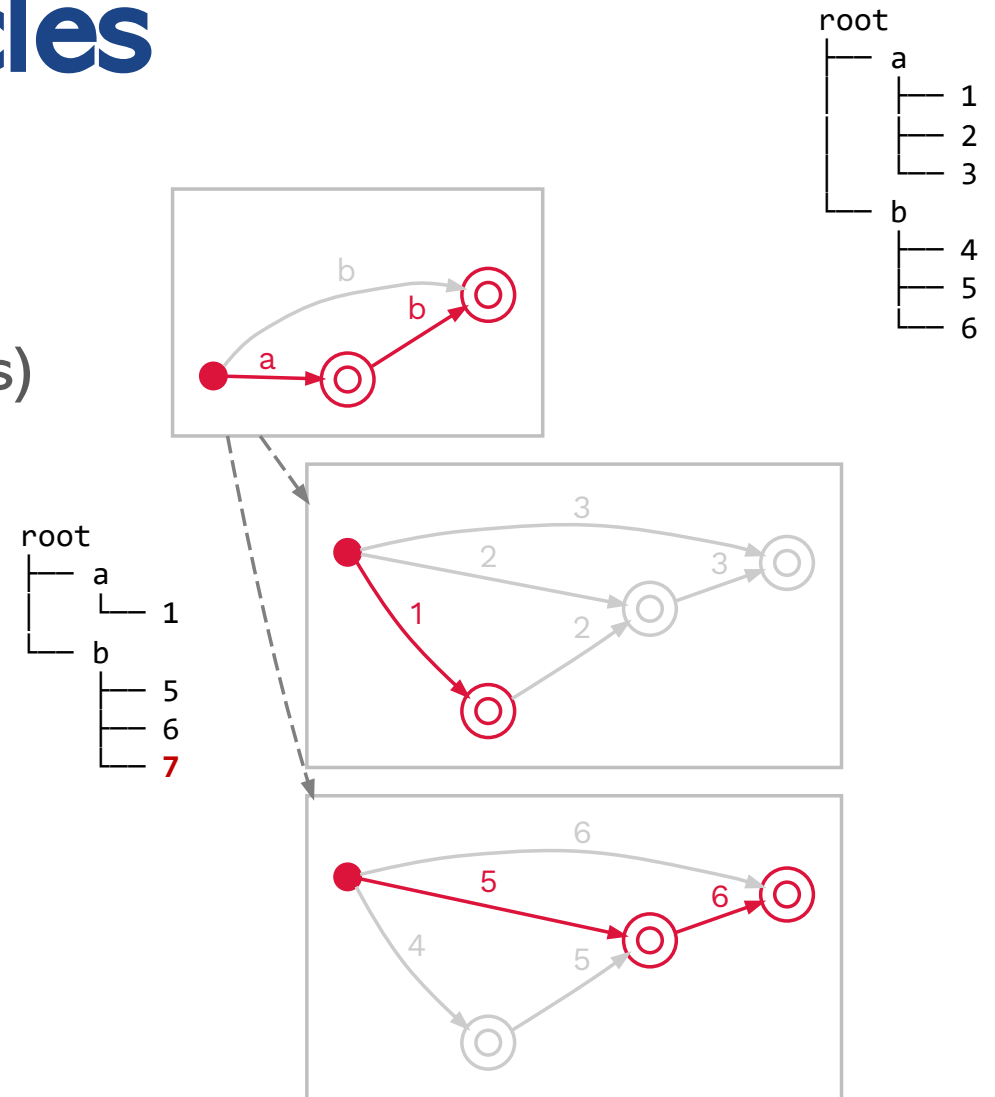 cles
root
├── a
│   ├── 1
│   ├── 2
│   └── 3
└── b
    ├── 4
    ├── 5
    └── 6
b
b
a
s)
3
2
3
1
2
root
├── a
│   └── 1
└── b
    ├── 5
    ├── 6
    └── 7
6
5
6
4
5